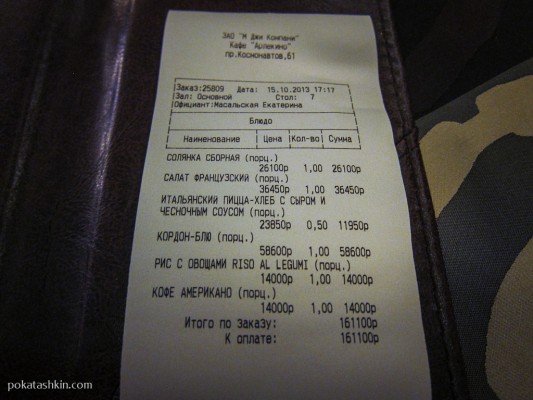 ЗАО "М Джи Компани"
Кафе "Арлекино"
пр.Космонавтов,61
Заказ:25809 Дата: 15.10.2013 17:17
Зал: Основной Стол: 7
Официант:Масальская Екатерина
Блюдо
Наименование Цена Кол-во Сумма
СОЛЯНКА СБОРНАЯ (порц.)
26100р 1,00 26100р
САЛАТ ФРАНЦУЗСКИЙ (порц.)
36450р 1,00 36450р
ИТАЛЬЯНСКИЙ ПИЦЦА-ХЛЕБ С СЫРОМ И
ЧЕСНОЧНЫМ СОУСОМ (порц.)
23850р 0,50 11950р
КОРДОН-БЛЮ (порц.)
58600р 1,00 58600р
РИС С ОВОЩАМИ RISO AL LEGUMI (порц.)
14000р 1,00 14000р
КОФЕ АМЕРИКАНО (порц.)
14000р 1,00 14000р
Итого по заказу: 161100р
К оплате: 161100р
pokatashkin.com